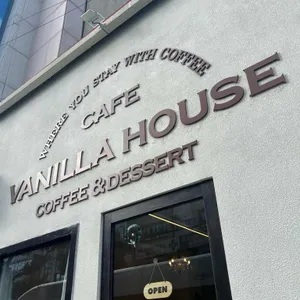 WHERE YOU STAY WITH COFFEE
CAFE
VANILLA HOUSE
COFFEE & DESSERT
OPEN